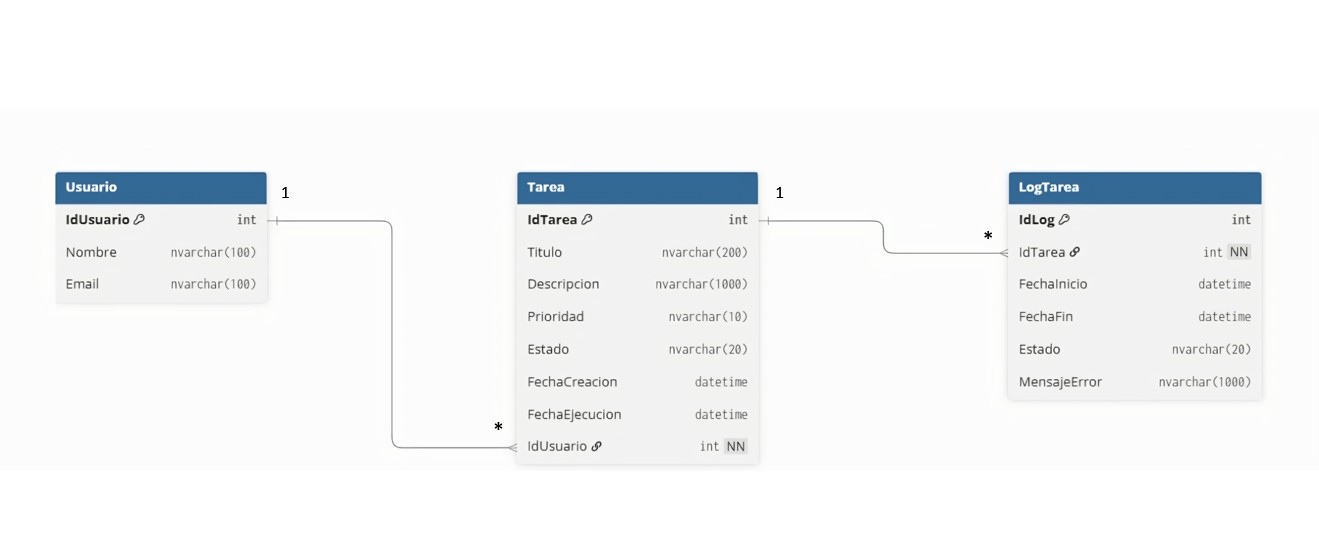 Usuario
IdUsuario int
Nombre nvarchar(100)
Email nvarchar(100)
1
*
Tarea
IdTarea int
Titulo nvarchar(200)
Descripcion nvarchar(1000)
Prioridad nvarchar(10)
Estado nvarchar(20)
FechaCreacion datetime
FechaEjecucion datetime
IdUsuario int NN
1
*
LogTarea
IdLog int
IdTarea int NN
FechaInicio datetime
FechaFin datetime
Estado nvarchar(20)
MensajeError nvarchar(1000)